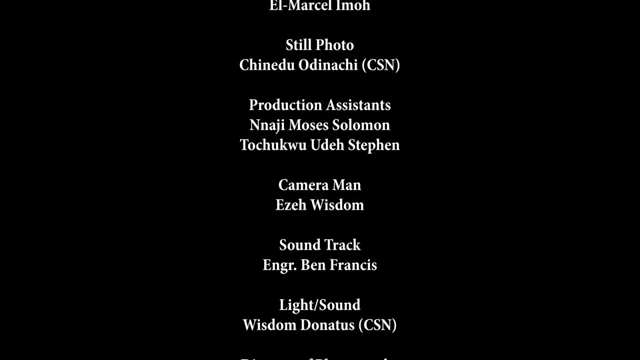 El-Marcel Imoh
Still Photo
Chinedu Odinachi (CSN)
Production Assistants
Nnaji Moses Solomon
Tochukwu Udeh Stephen
Camera Man
Ezeh Wisdom
Sound Track
Engr. Ben Francis
Light/Sound
Wisdom Donatus (CSN)